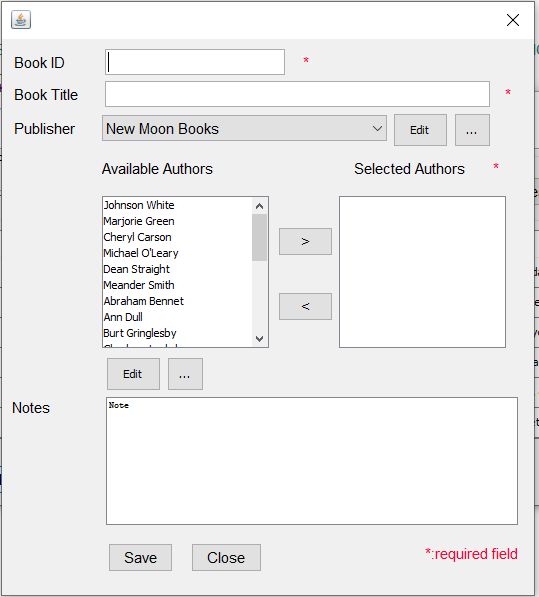 Book ID *
Book Title *
Publisher New Moon Books Edit ...
Available Authors Selected Authors *
Johnson White
Marjorie Green
Cheryl Carson
Michael O'Leary
Dean Straight
Meander Smith
Abraham Bennet
Ann Dull
Burt Gringlesby
>
<
Edit ...
Notes
Note
Save Close *:required field